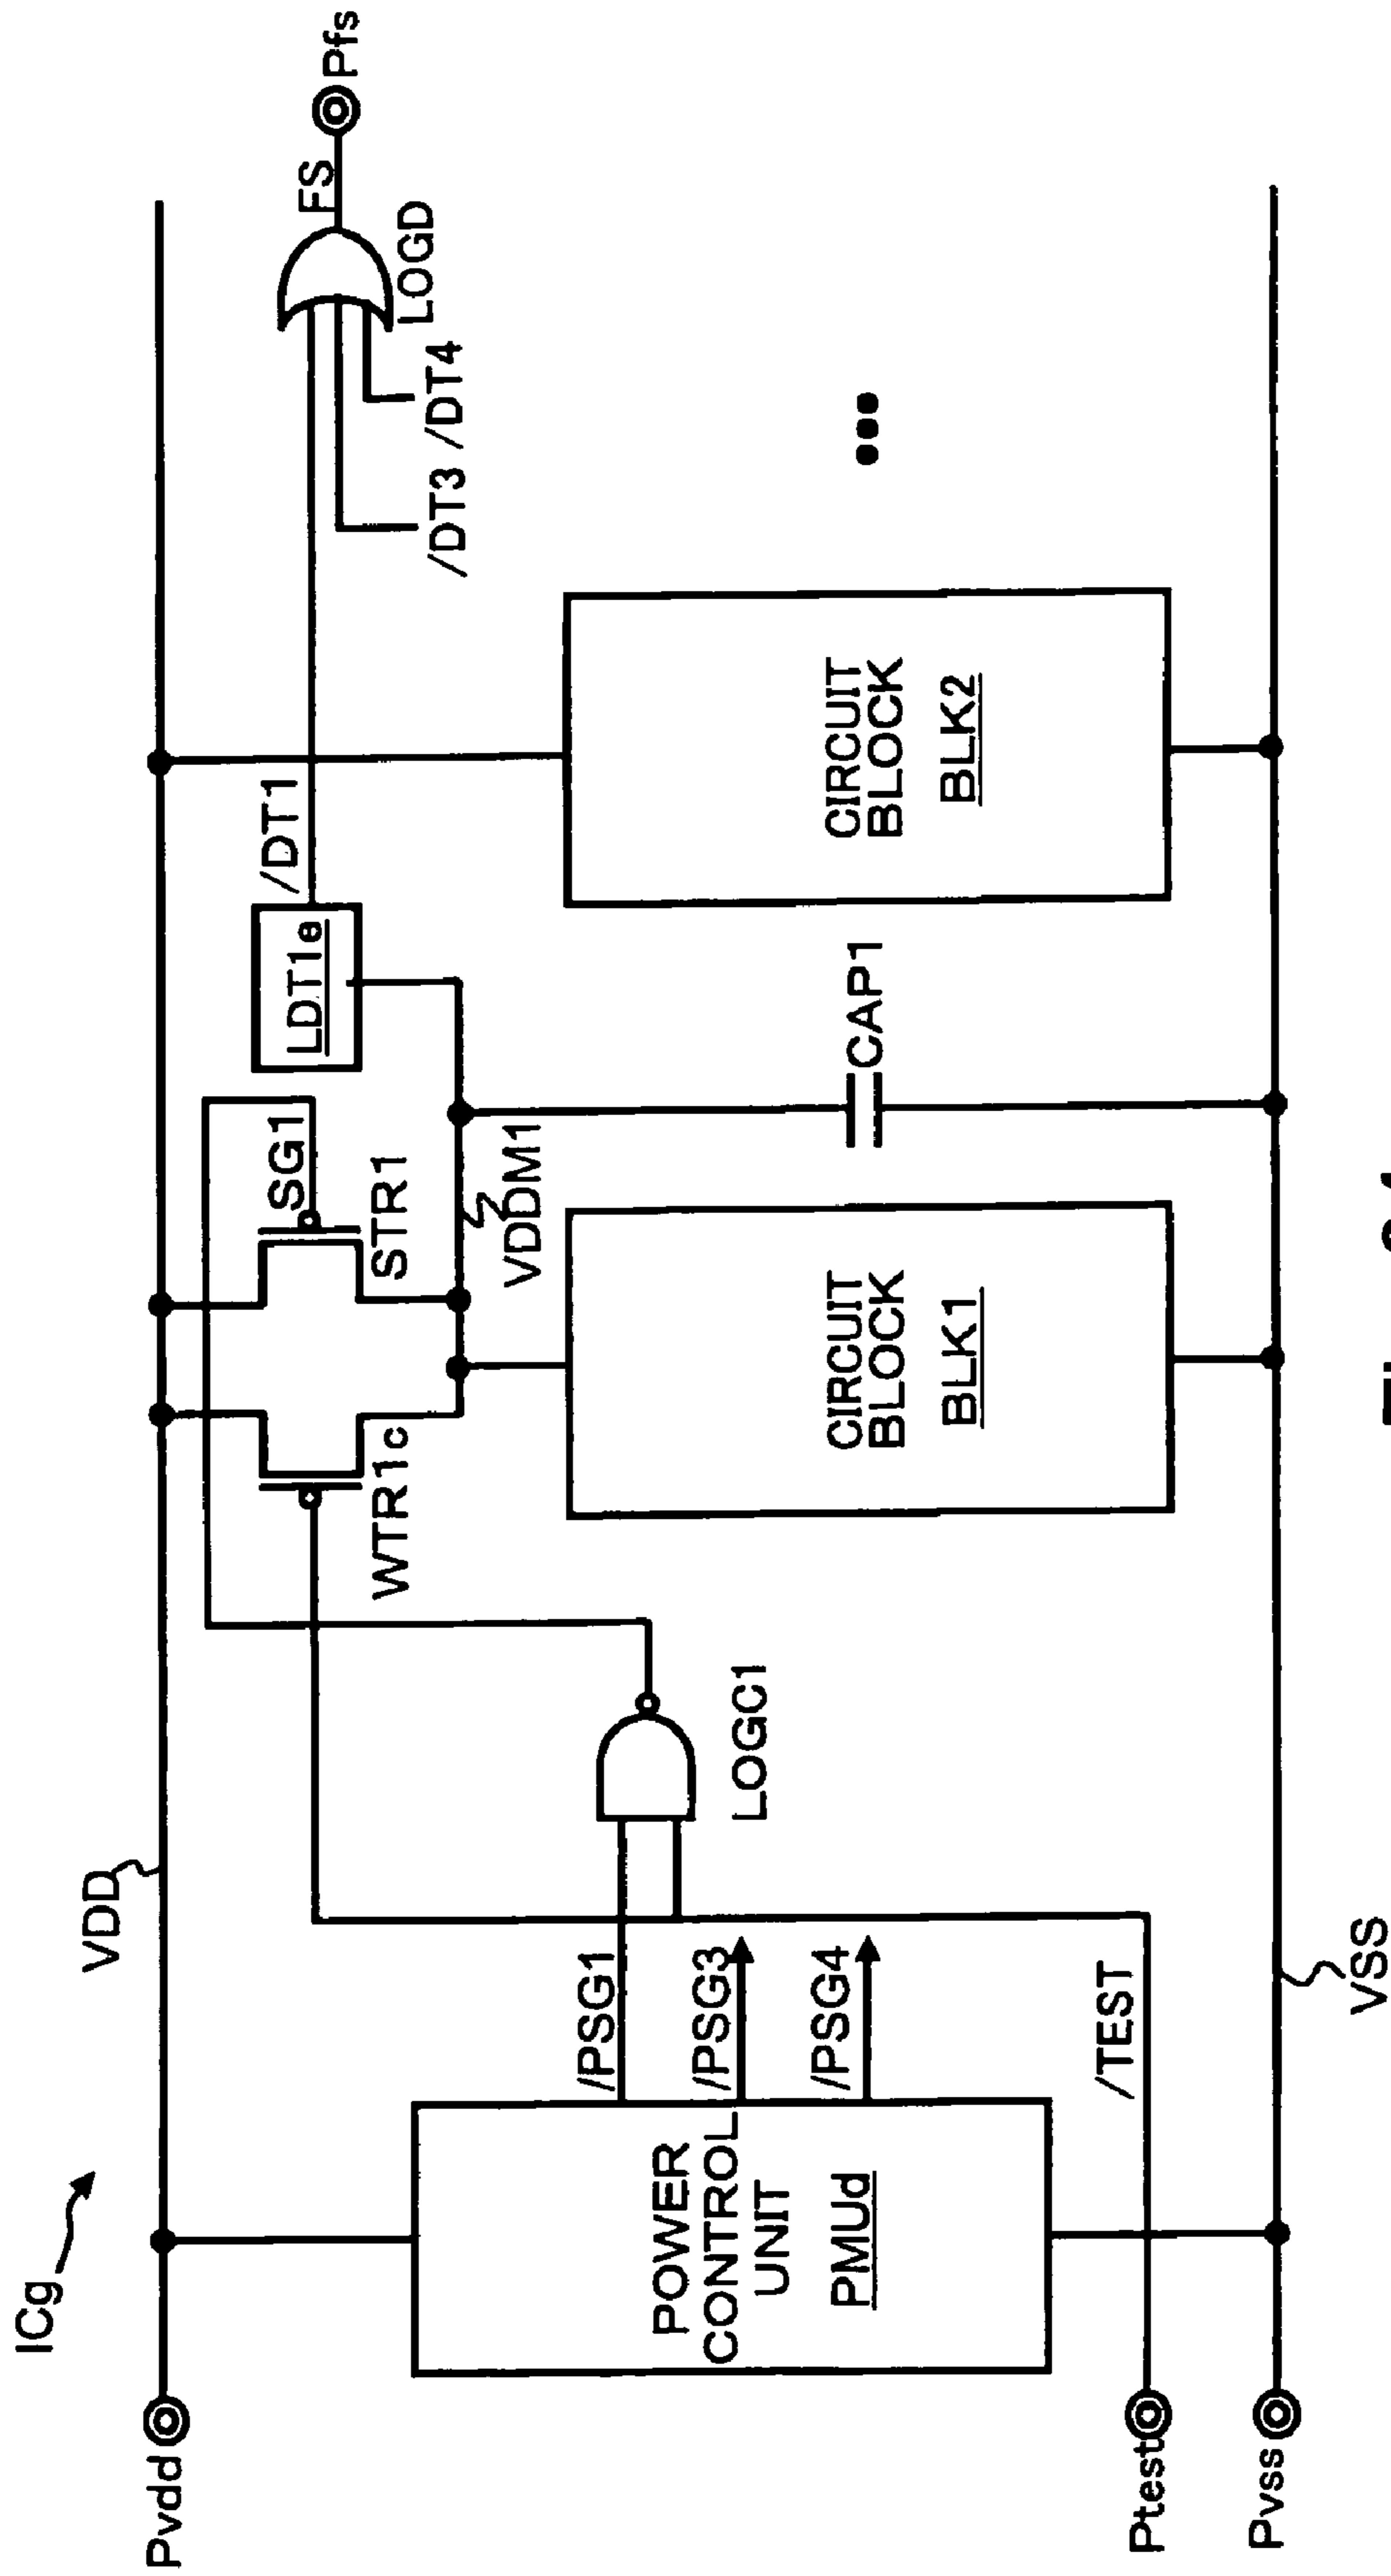 ICg
Pvdd
VDD
POWER
CONTROL
UNIT
PMUd
/PSG1
/PSG3
/PSG4
/TEST
Ptest
Pvss
VSS
LOGC1
WTR1c
SG1
STR1
VDDM1
CIRCUIT
BLOCK
BLK1
LDT1e
CAP1
/DT1
CIRCUIT
BLOCK
BLK2
/DT3 /DT4
LOGD
FS
Pfs